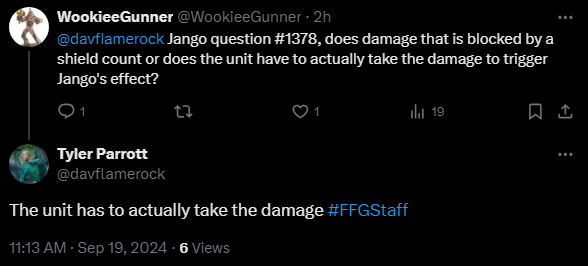 WookieeGunner @WookieeGunner · 2h
@davflamerock Jango question #1378, does damage that is blocked by a
shield count or does the unit have to actually take the damage to trigger
Jango's effect?
1 1 19
Tyler Parrott
@davflamerock
The unit has to actually take the damage #FFGStaff
11:13 AM · Sep 19, 2024 · 6 Views